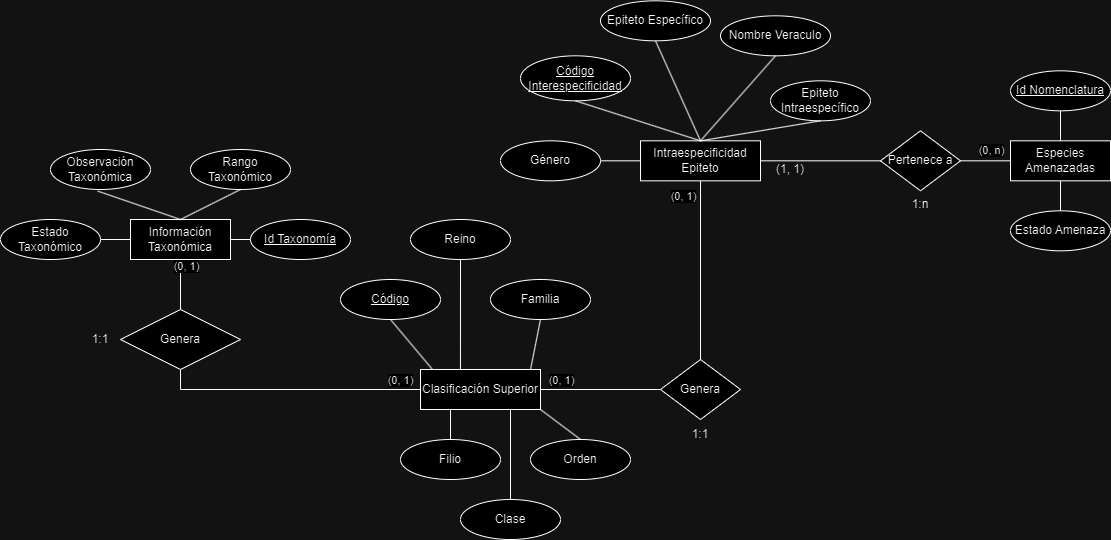 Epiteto Específico
Nombre Veraculo
Código
Interespecificidad
Epiteto
Intraespecífico
Id Nomenclatura
Género
Intraespecificidad
Epiteto
(1, 1)
(0, 1)
Pertenece a
1:n
(0, n)
Especies
Amenazadas
Estado Amenaza
Observación
Taxonómica
Rango
Taxonómico
Estado
Taxonómico
Información
Taxonómica
(0, 1)
Id Taxonomía
Reino
Código
Familia
1:1
Genera
(0, 1)
Clasificación Superior
(0, 1)
Genera
1:1
Filio
Orden
Clase